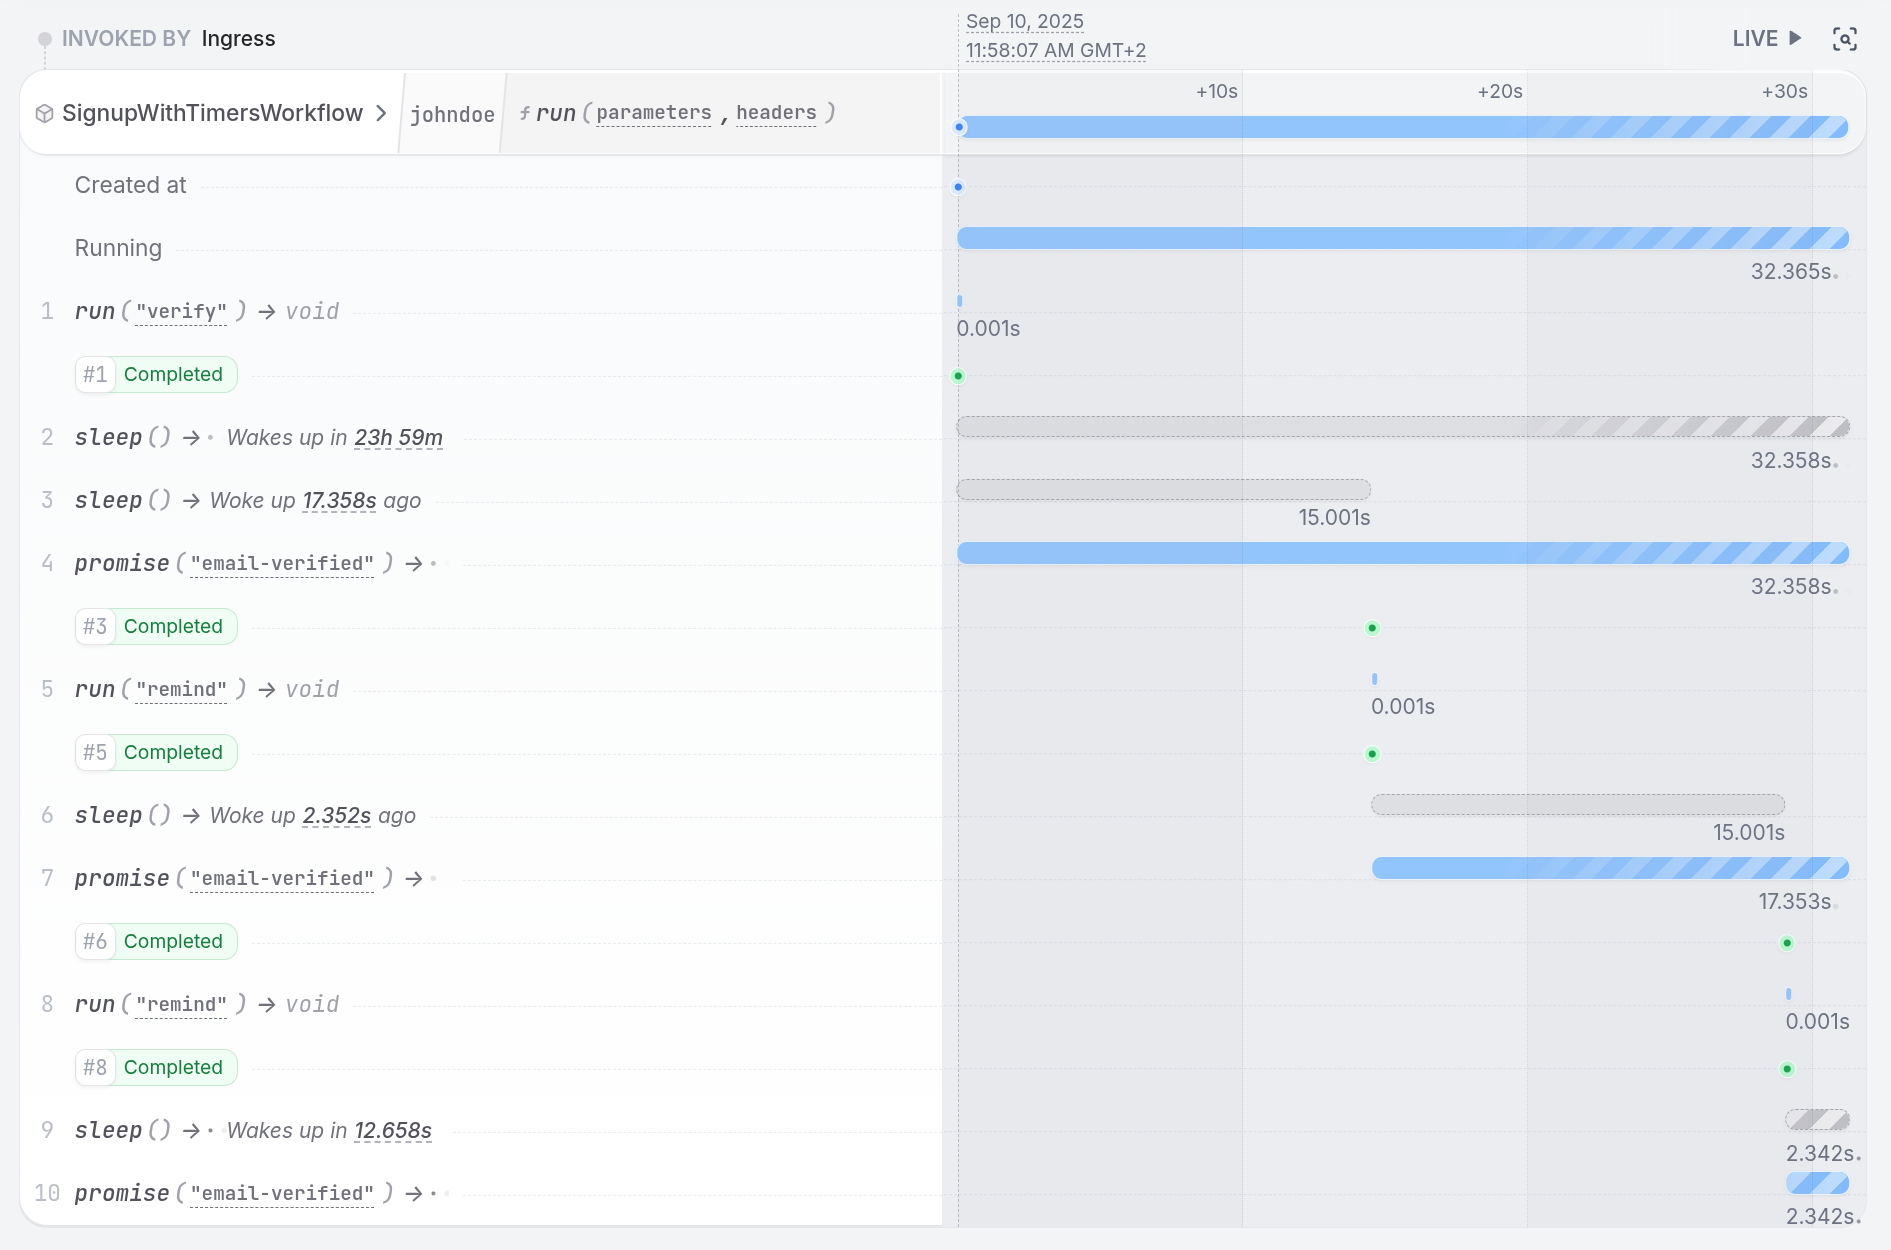 INVOKED BY Ingress
Sep 10, 2025
11:58:07 AM GMT+2
LIVE
SignupWithTimersWorkflow
johndoe
f run(parameters, headers)
+10s
+20s
+30s
Created at
Running
32.365s.
1 run("verify") → void
0.001s
#1 Completed
2 sleep() → Wakes up in 23h 59m
32.358s.
3 sleep() → Woke up 17.358s ago
15.001s
4 promise("email-verified") →
32.358s.
#3 Completed
5 run("remind") → void
0.001s
#5 Completed
6 sleep() → Woke up 2.352s ago
15.001s
7 promise("email-verified") →
17.353s.
#6 Completed
8 run("remind") → void
0.001s
#8 Completed
9 sleep() → Wakes up in 12.658s
2.342s.
10 promise("email-verified") →
2.342s.